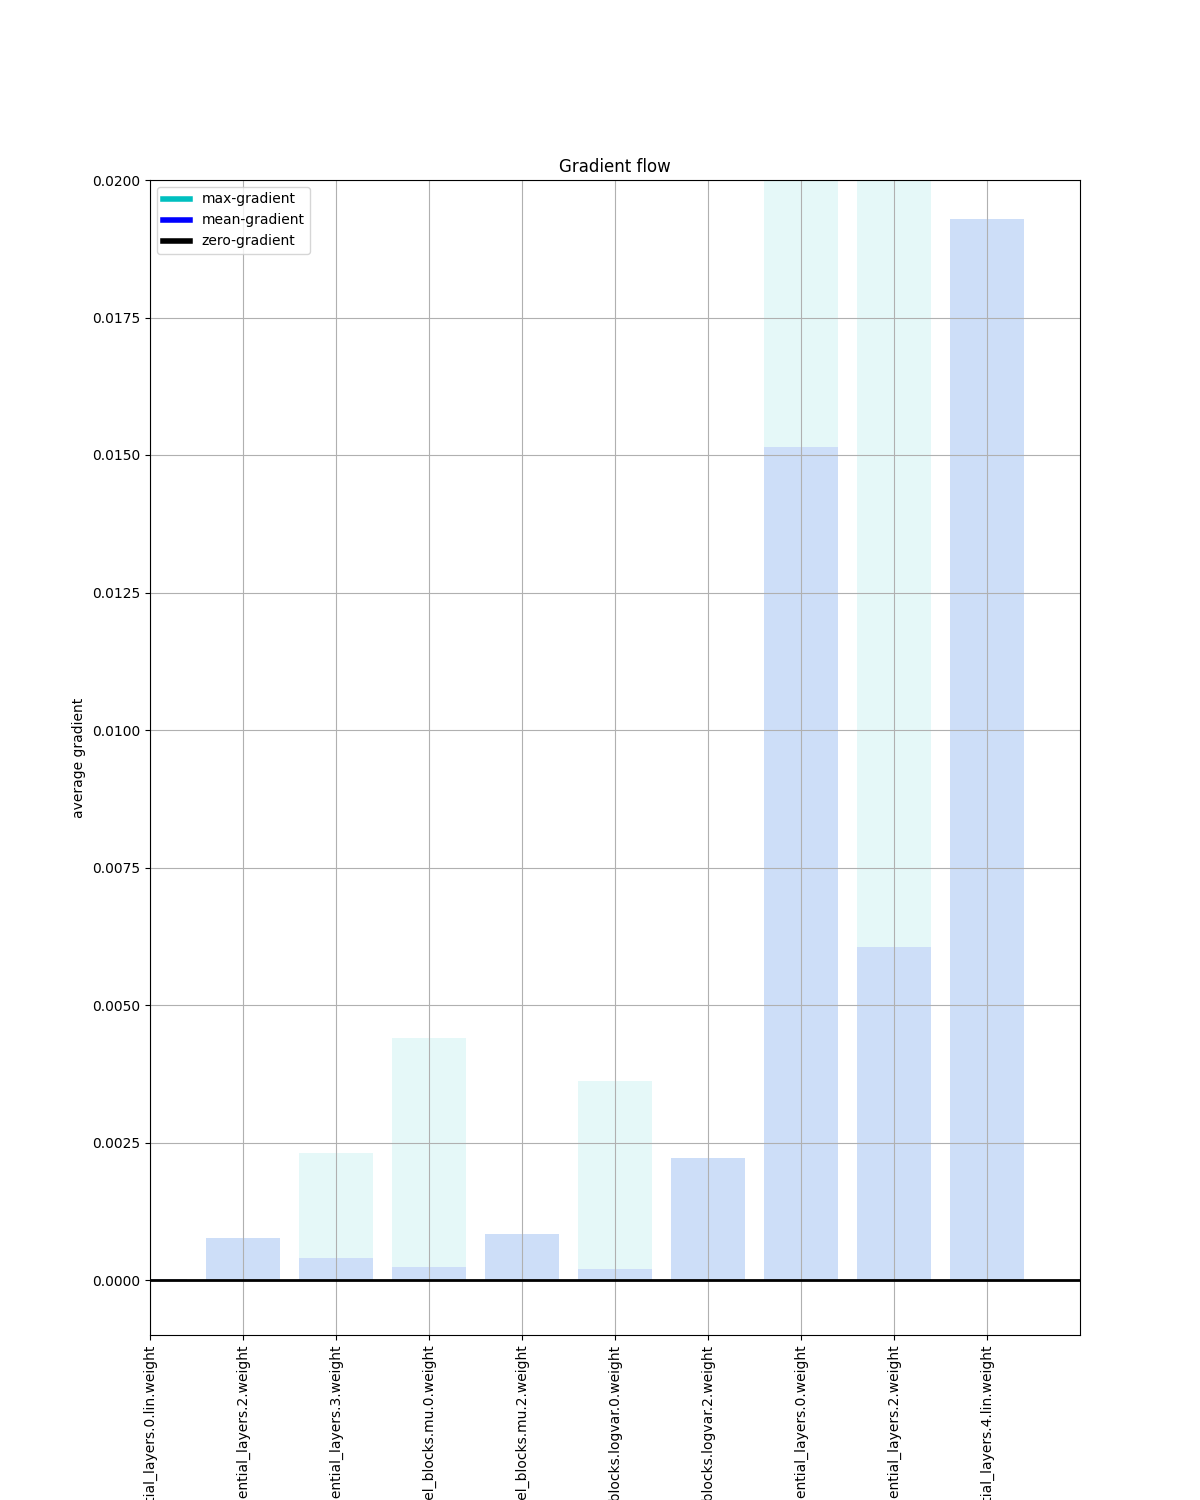 Gradient flow
max-gradient
mean-gradient
zero-gradient
0.0200
0.0175
0.0150
0.0125
0.0100
0.0075
0.0050
0.0025
0.0000
average gradient
tial_layers.0.lin.weight
ential_layers.2.weight
ential_layers.3.weight
el_blocks.mu.0.weight
el_blocks.mu.2.weight
blocks.logvar.0.weight
blocks.logvar.2.weight
ential_layers.0.weight
ential_layers.2.weight
cial_layers.4.lin.weight